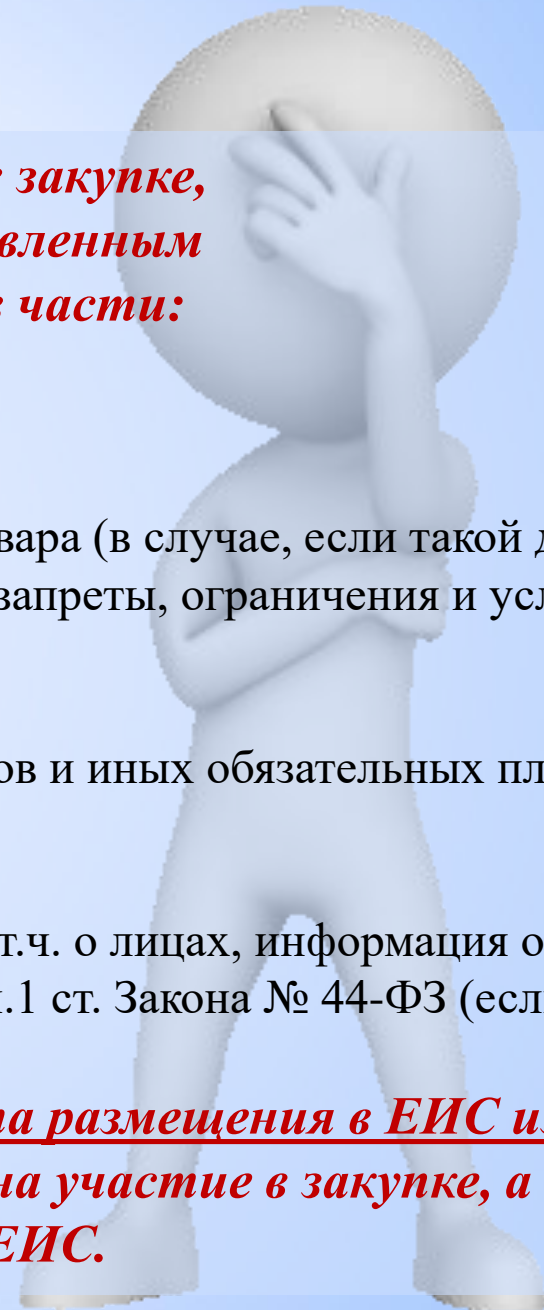 закупке,
вленным
в части:
вара (в случае, если такой д
запреты, ограничения и усл
ов и иных обязательных пл
т.ч. о лицах, информация о
.1 ст. Закона № 44-ФЗ (есл
та размещения в ЕИС и
на участие в закупке, а
ЕИС.